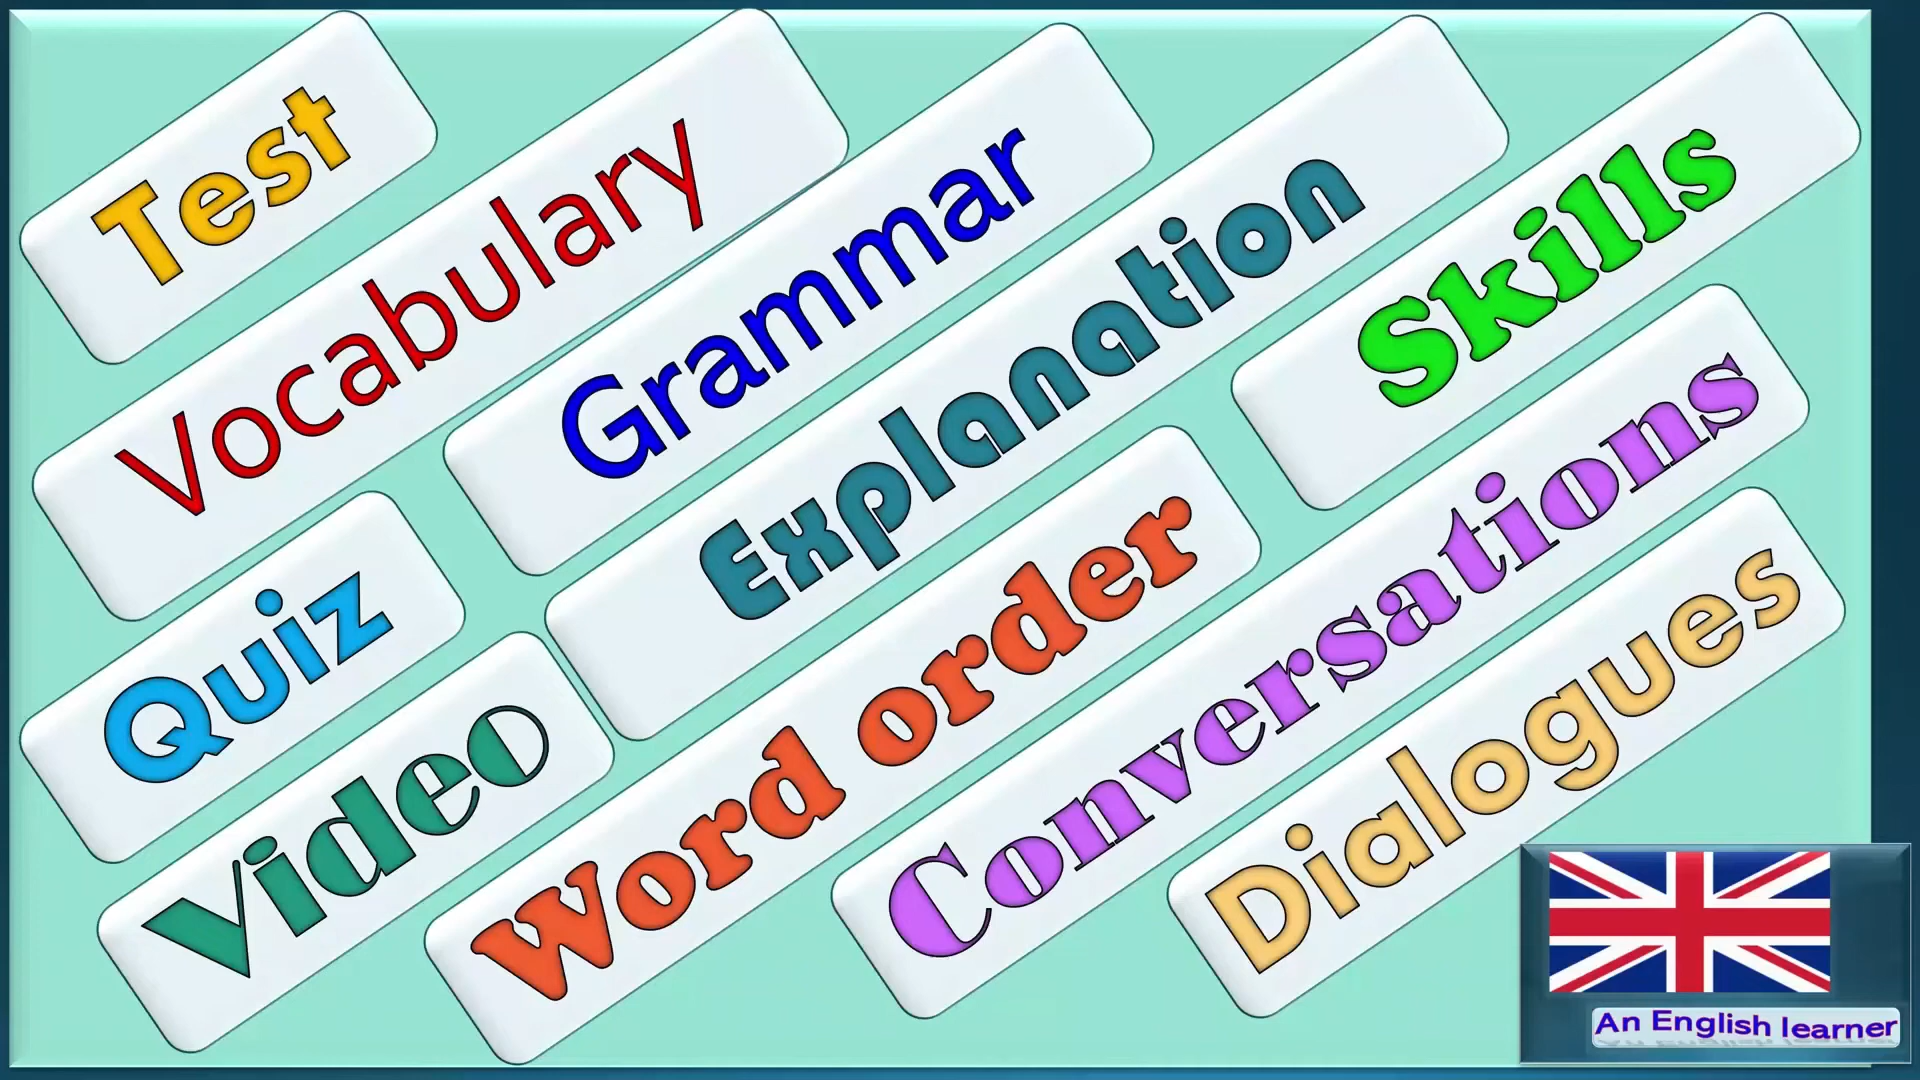 Test
Vocabulary
Grammar
Explanation
Skills
Quiz
Video
Word order
Conversations
Dialogues
An English learner